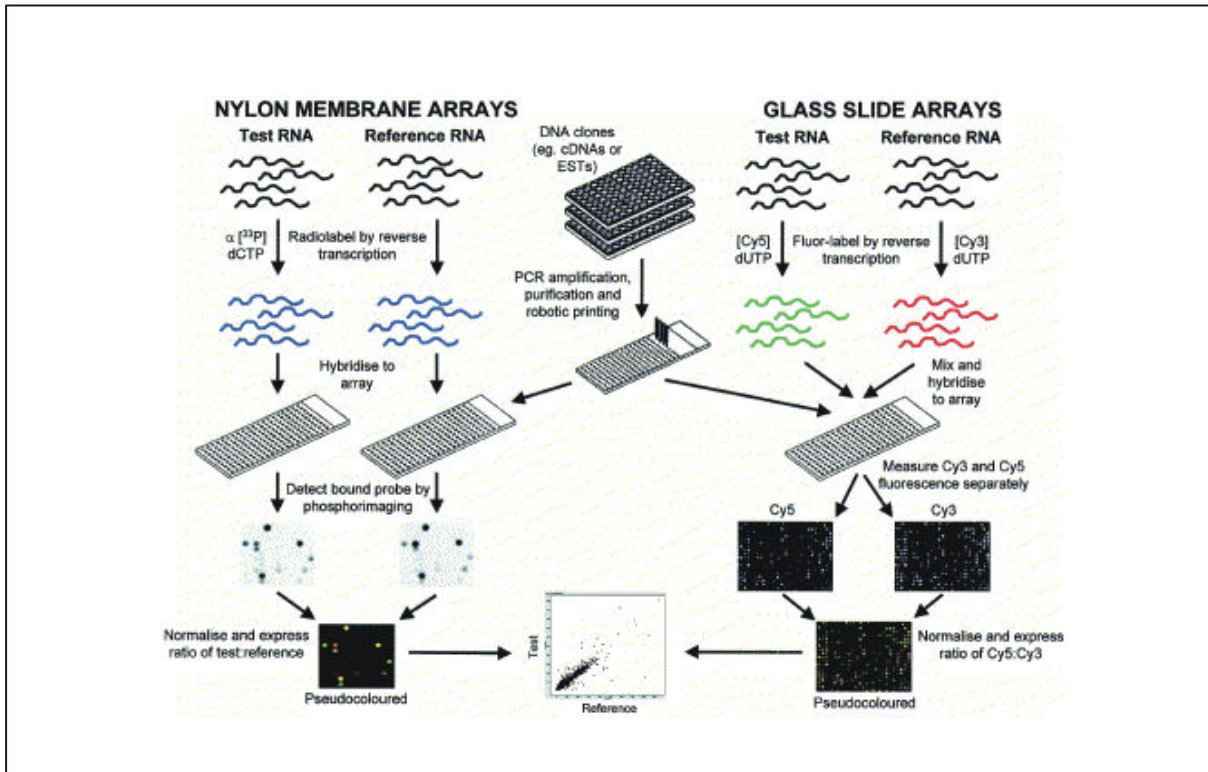 NYLON MEMBRANE ARRAYS
Test RNA
Reference RNA
α [³³P]
dCTP
Radiolabel by reverse
transcription
Hybridise to
array
Detect bound probe by
phosphorimaging
Normalise and express
ratio of test:reference
Pseudocoloured
DNA clones
(eg. cDNAs or
ESTs)
PCR amplification,
purification and
robotic printing
Test
Reference
GLASS SLIDE ARRAYS
Test RNA
Reference RNA
[Cy5]
dUTP
Fluor-label by reverse
transcription
[Cy3]
dUTP
Mix and
hybridise
to array
Measure Cy3 and Cy5
fluorescence separately
Cy5
Cy3
Normalise and express
ratio of Cy5:Cy3
Pseudocoloured